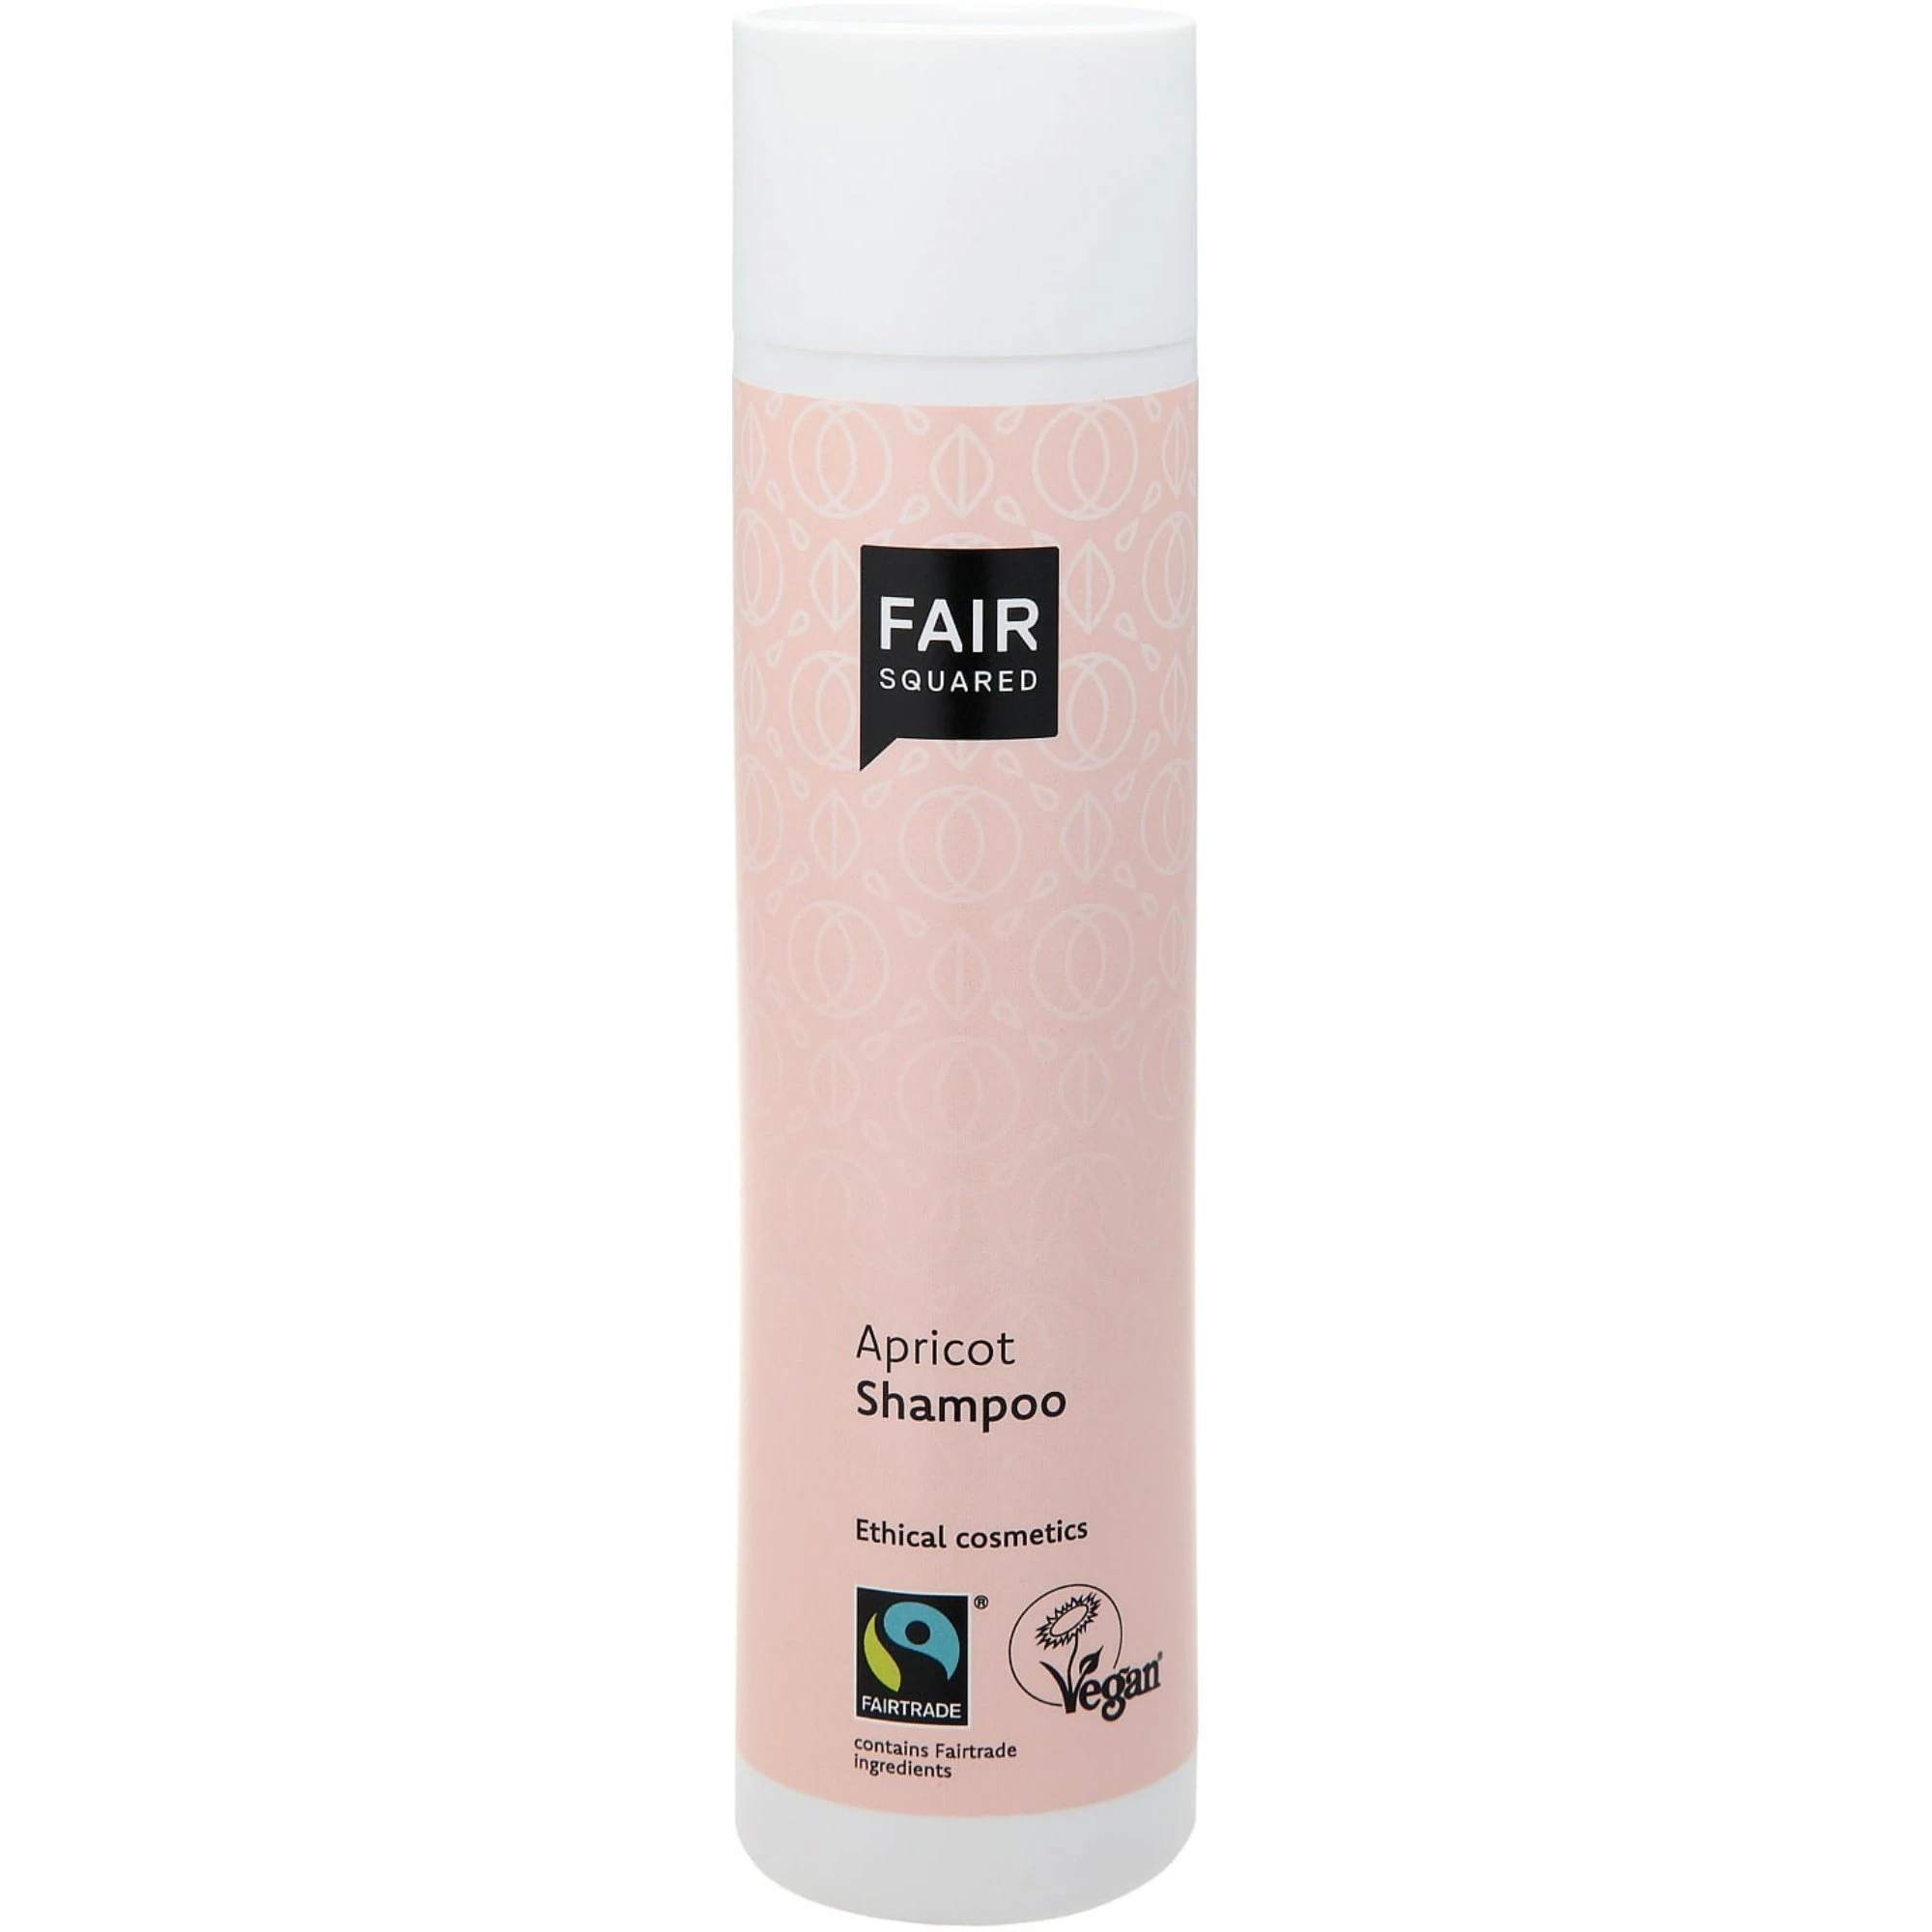 FAIR
SQUARED
Apricot
Shampoo
Ethical cosmetics
®
FAIRTRADE
Vegan
contains Fairtrade
ingredients